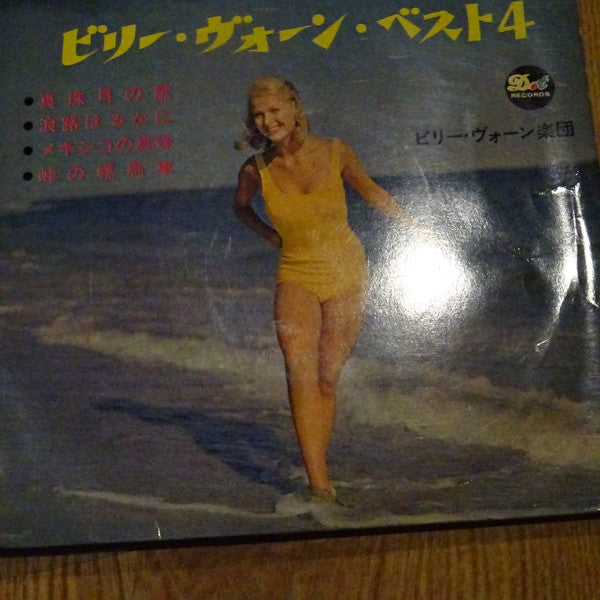 ビリー・ヴォーン・ベスト4
Dot
RECORDS
ビリー・ヴォーン楽団
●真珠貝の歌
●浪路はるかに
●メキシコの真珠
●峠の幌馬車